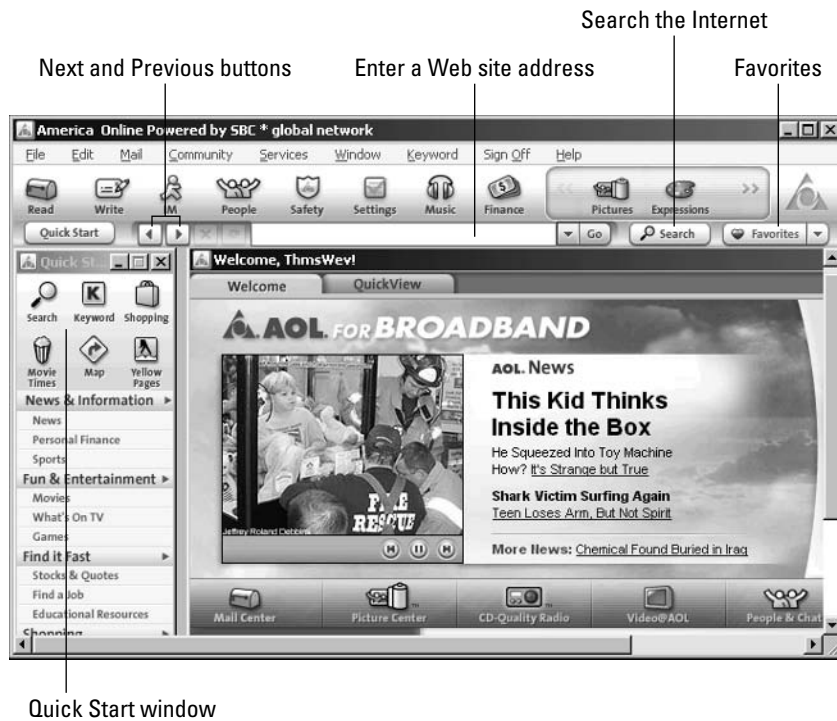 Search the Internet
Next and Previous buttons
Enter a Web site address
Favorites
America Online Powered by SBC * global network
File Edit Mail Community Services Window Keyword Sign Off Help
Read Write IM People Safety Settings Music Finance Pictures Expressions
Quick Start Go Search Favorites
Quick St...
Welcome, ThmsWev!
Welcome QuickView
Search Keyword Shopping
Movie Times Map Yellow Pages
News & Information
News
Personal Finance
Sports
Fun & Entertainment
Movies
What's On TV
Games
Find it Fast
Stocks & Quotes
Find a Job
Educational Resources
Shopping
AOL FOR BROADBAND
FIRE
RESCUE
Jeffrey Roland Debbins
AOL News
This Kid Thinks
Inside the Box
He Squeezed Into Toy Machine
How? It's Strange but True
Shark Victim Surfing Again
Teen Loses Arm, But Not Spirit
More News: Chemical Found Buried in Iraq
Mail Center Picture Center CD-Quality Radio Video@AOL People & Chat
Quick Start window